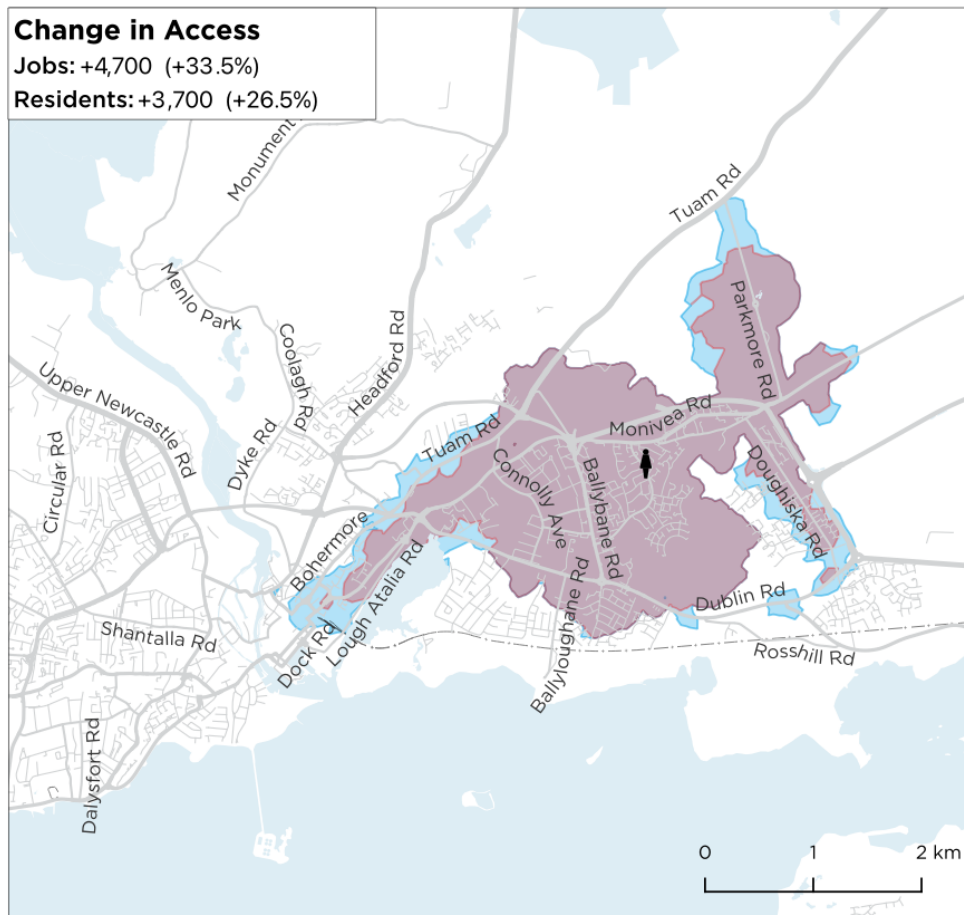 Change in Access
Jobs: +4,700 (+33.5%)
Residents: +3,700 (+26.5%)
Monument
Tuam Rd
Menlo Park
Coolagh Rd
Headford Rd
Parkmore Rd
Upper Newcastle Rd
Circular Rd
Dyke Rd
Tuam Rd
Monivea Rd
Connolly Ave
Ballybane Rd
Doughiska Rd
Bohermore
Lough Atalia Rd
Dock Rd
Shantalla Rd
Ballyloughane Rd
Dublin Rd
Rosshill Rd
Dalysfort Rd
0 1 2 km